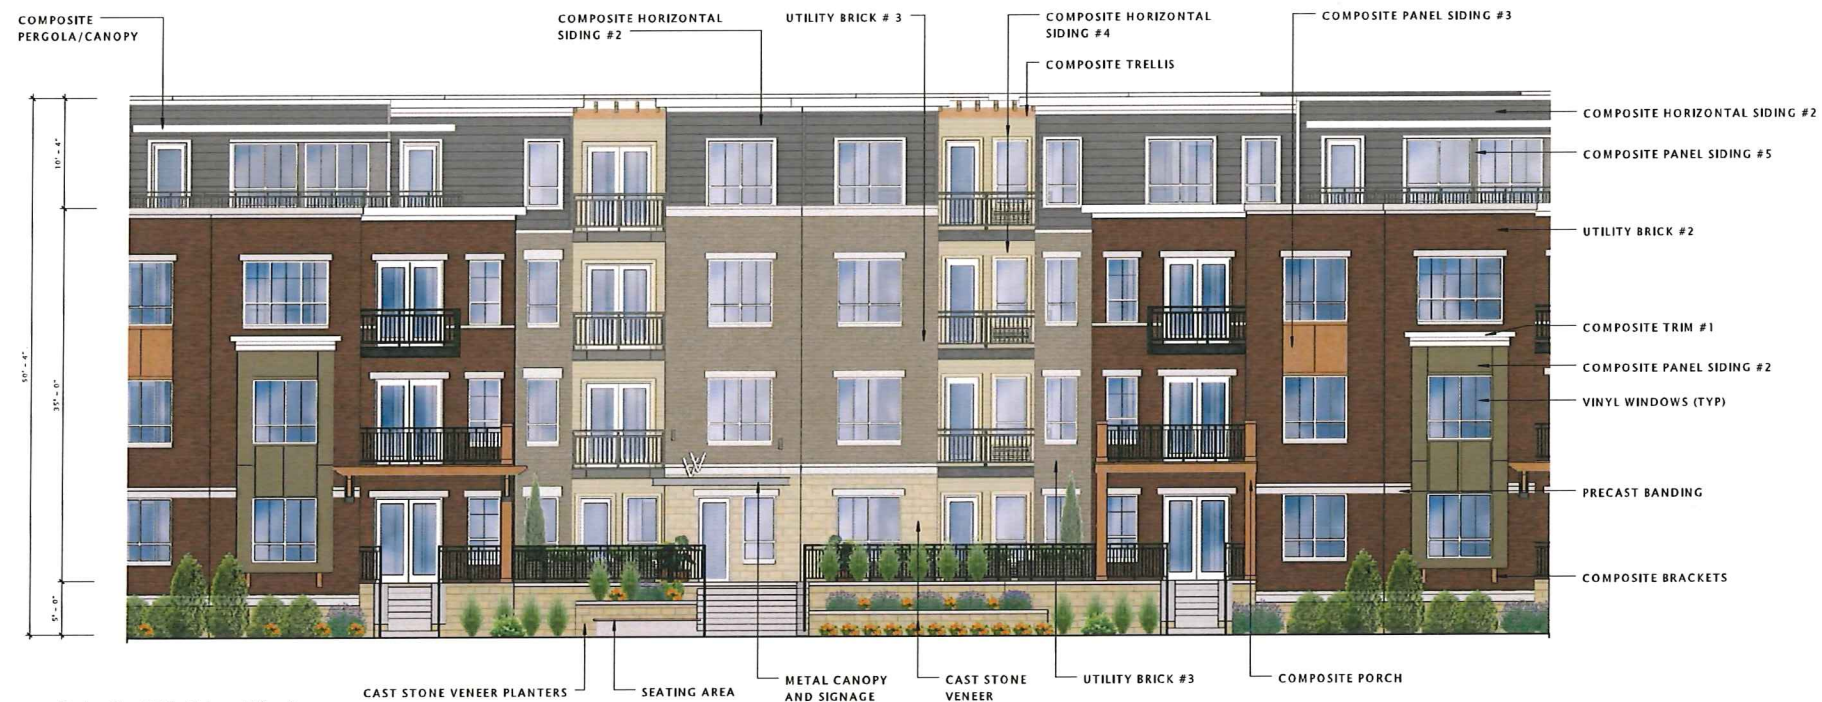 COMPOSITE
PERGOLA/CANOPY
COMPOSITE HORIZONTAL
SIDING #2
UTILITY BRICK # 3
COMPOSITE HORIZONTAL
SIDING #4
COMPOSITE TRELLIS
COMPOSITE PANEL SIDING #3
COMPOSITE HORIZONTAL SIDING #2
COMPOSITE PANEL SIDING #5
UTILITY BRICK #2
COMPOSITE TRIM #1
COMPOSITE PANEL SIDING #2
VINYL WINDOWS (TYP)
PRECAST BANDING
COMPOSITE BRACKETS
10' - 4"
50' - 4"
35' - 0"
5' - 0"
CAST STONE VENEER PLANTERS
SEATING AREA
METAL CANOPY
AND SIGNAGE
CAST STONE
VENEER
UTILITY BRICK #3
COMPOSITE PORCH